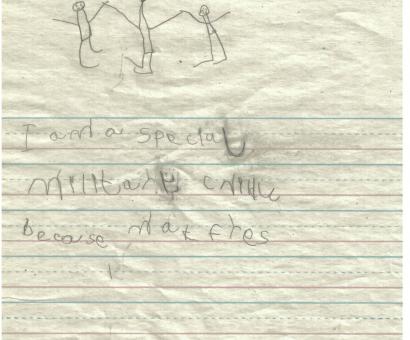 I am a special
military child
because